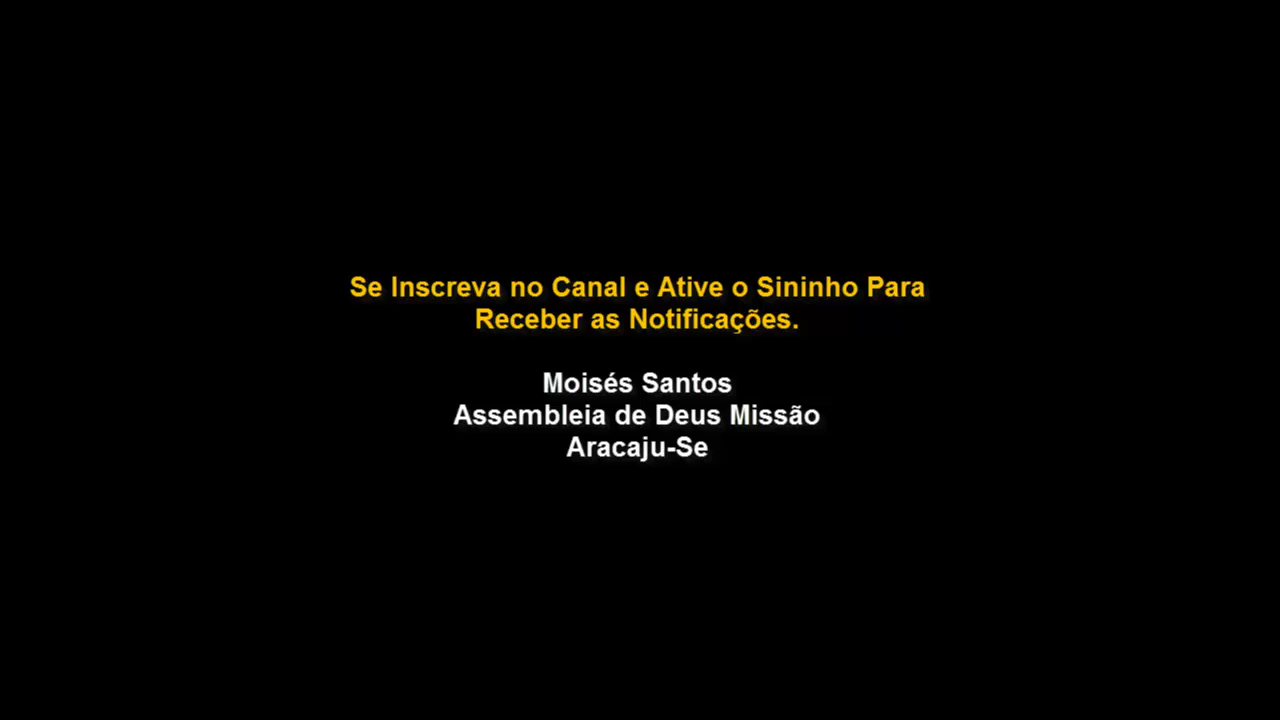 Se Inscreva no Canal e Ative o Sininho Para
Receber as Notificações.
Moisés Santos
Assembleia de Deus Missão
Aracaju-Se